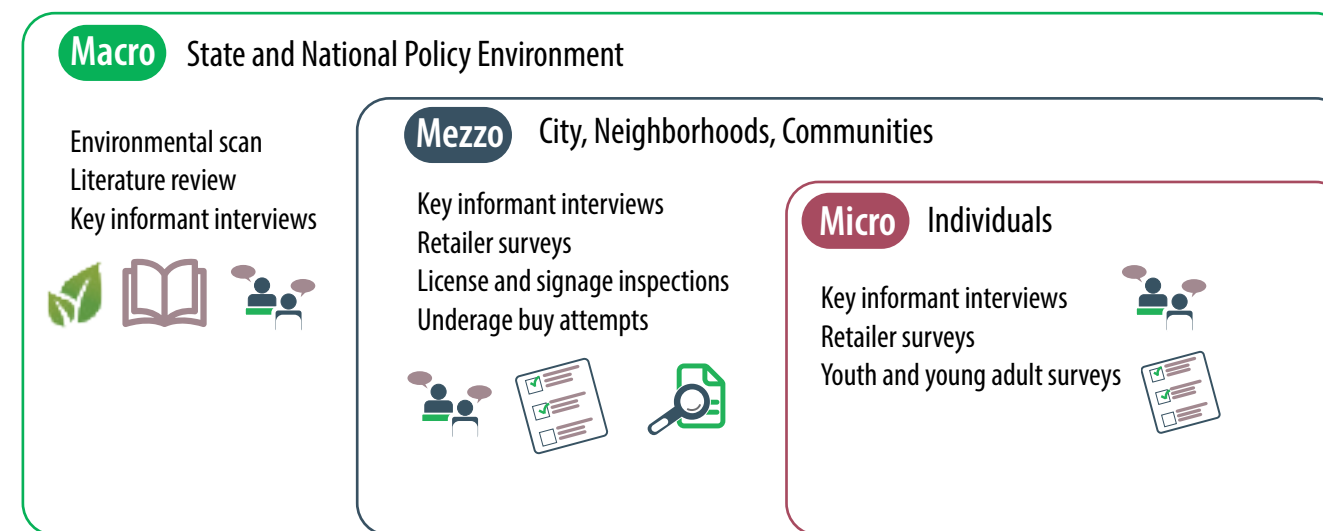 Macro State and National Policy Environment
Environmental scan
Literature review
Key informant interviews
Mezzo City, Neighborhoods, Communities
Key informant interviews
Retailer surveys
License and signage inspections
Underage buy attempts
Micro Individuals
Key informant interviews
Retailer surveys
Youth and young adult surveys